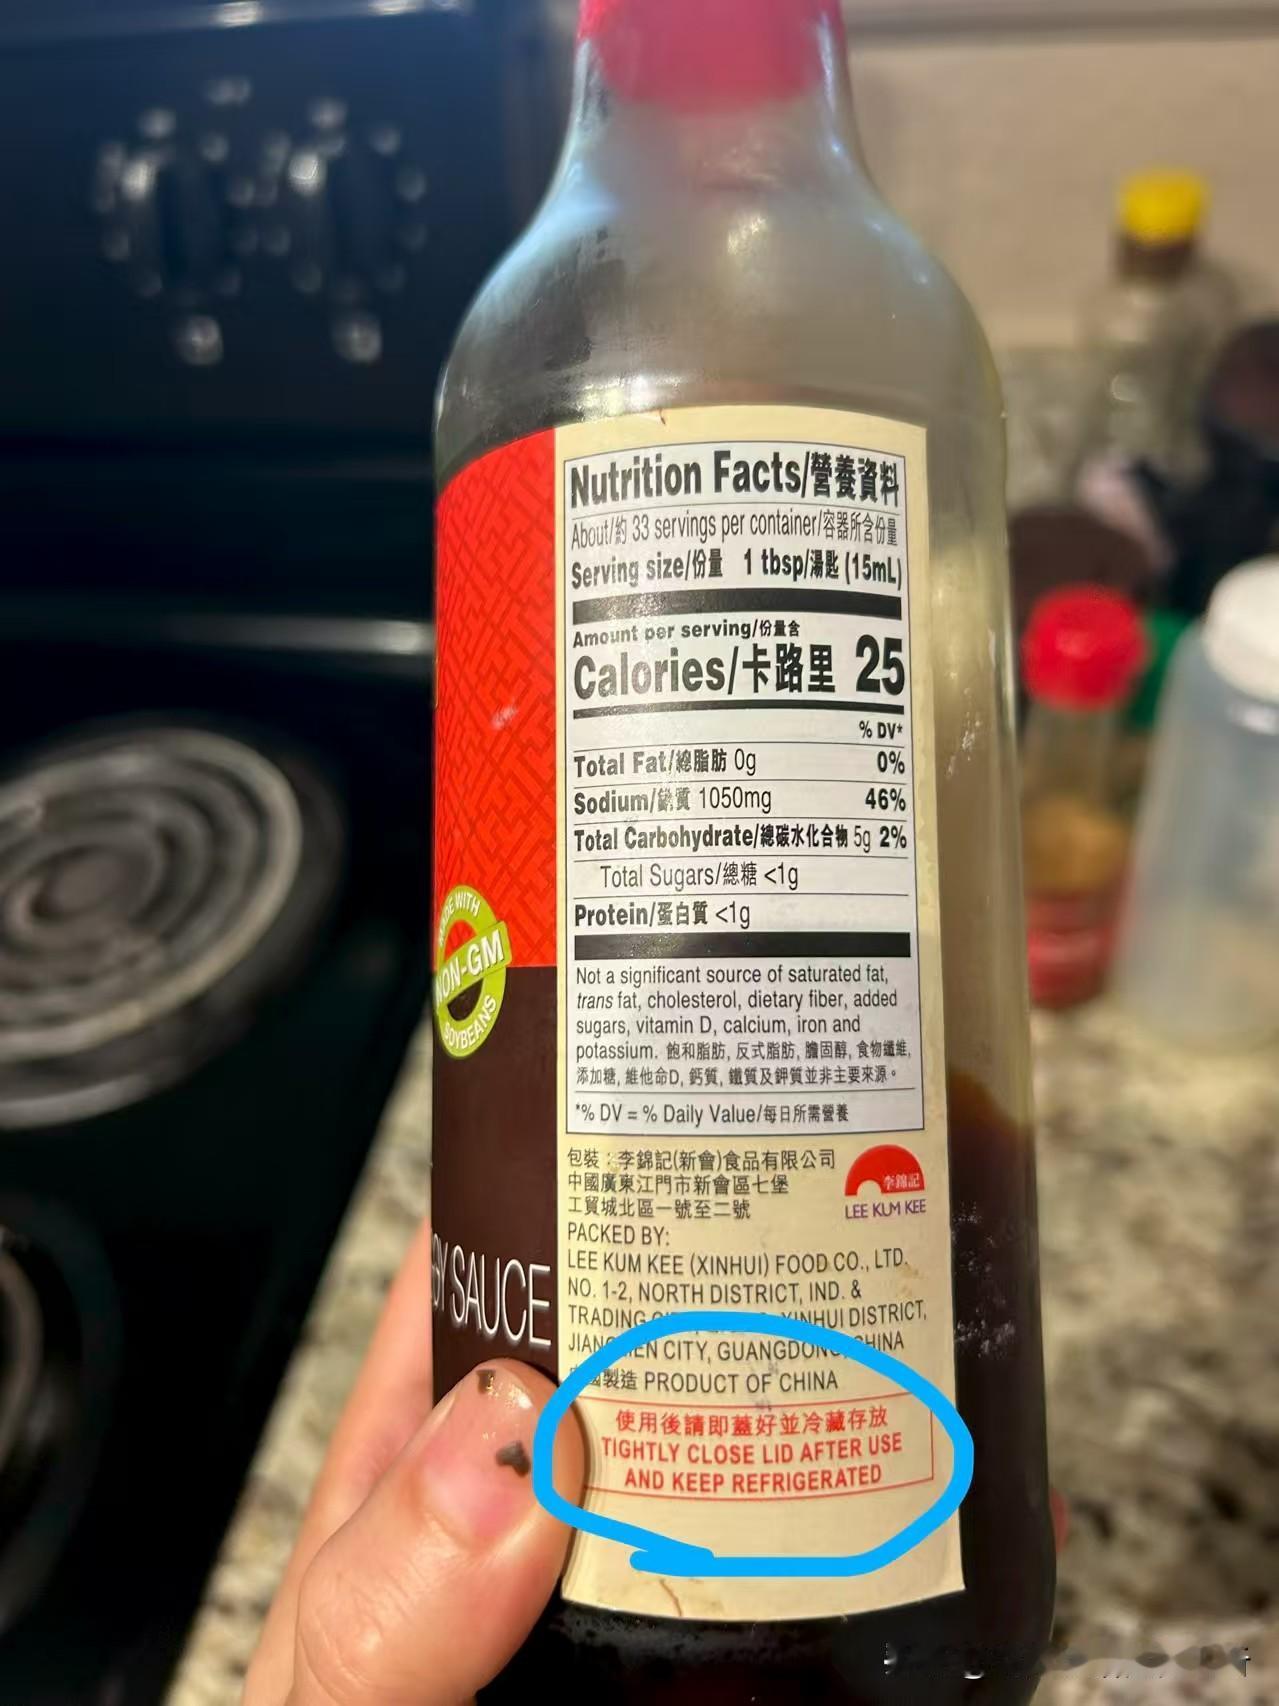 Nutrition Facts/營養資料
About/約 33 servings per container/容器所含份量
Serving size/份量 1 tbsp/湯匙 (15mL)
Amount per serving/份量含
Calories/卡路里 25
% DV*
Total Fat/總脂肪 0g 0%
Sodium/鈉質 1050mg 46%
Total Carbohydrate/總碳水化合物 5g 2%
Total Sugars/總糖 <1g
Protein/蛋白質 <1g
Not a significant source of saturated fat,
trans fat, cholesterol, dietary fiber, added
sugars, vitamin D, calcium, iron and
potassium. 飽和脂肪, 反式脂肪, 膽固醇, 食物纖維,
添加糖, 維他命D, 鈣質, 鐵質及鉀質並非主要來源。
*% DV = % Daily Value/每日所需營養
MADE WITH
NON-GM
SOYBEANS
包裝：李錦記(新會)食品有限公司
中國廣東江門市新會區七堡
工貿城北區一號至二號
李錦記
LEE KUM KEE
PACKED BY:
LEE KUM KEE (XINHUI) FOOD CO., LTD.
NO. 1-2, NORTH DISTRICT, IND. &
TRADING XINHUI DISTRICT,
CITY, GUANGDONG, CHINA
製造 PRODUCT OF CHINA
SAUCE
使用後請即蓋好並冷藏存放
TIGHTLY CLOSE LID AFTER USE
AND KEEP REFRIGERATED